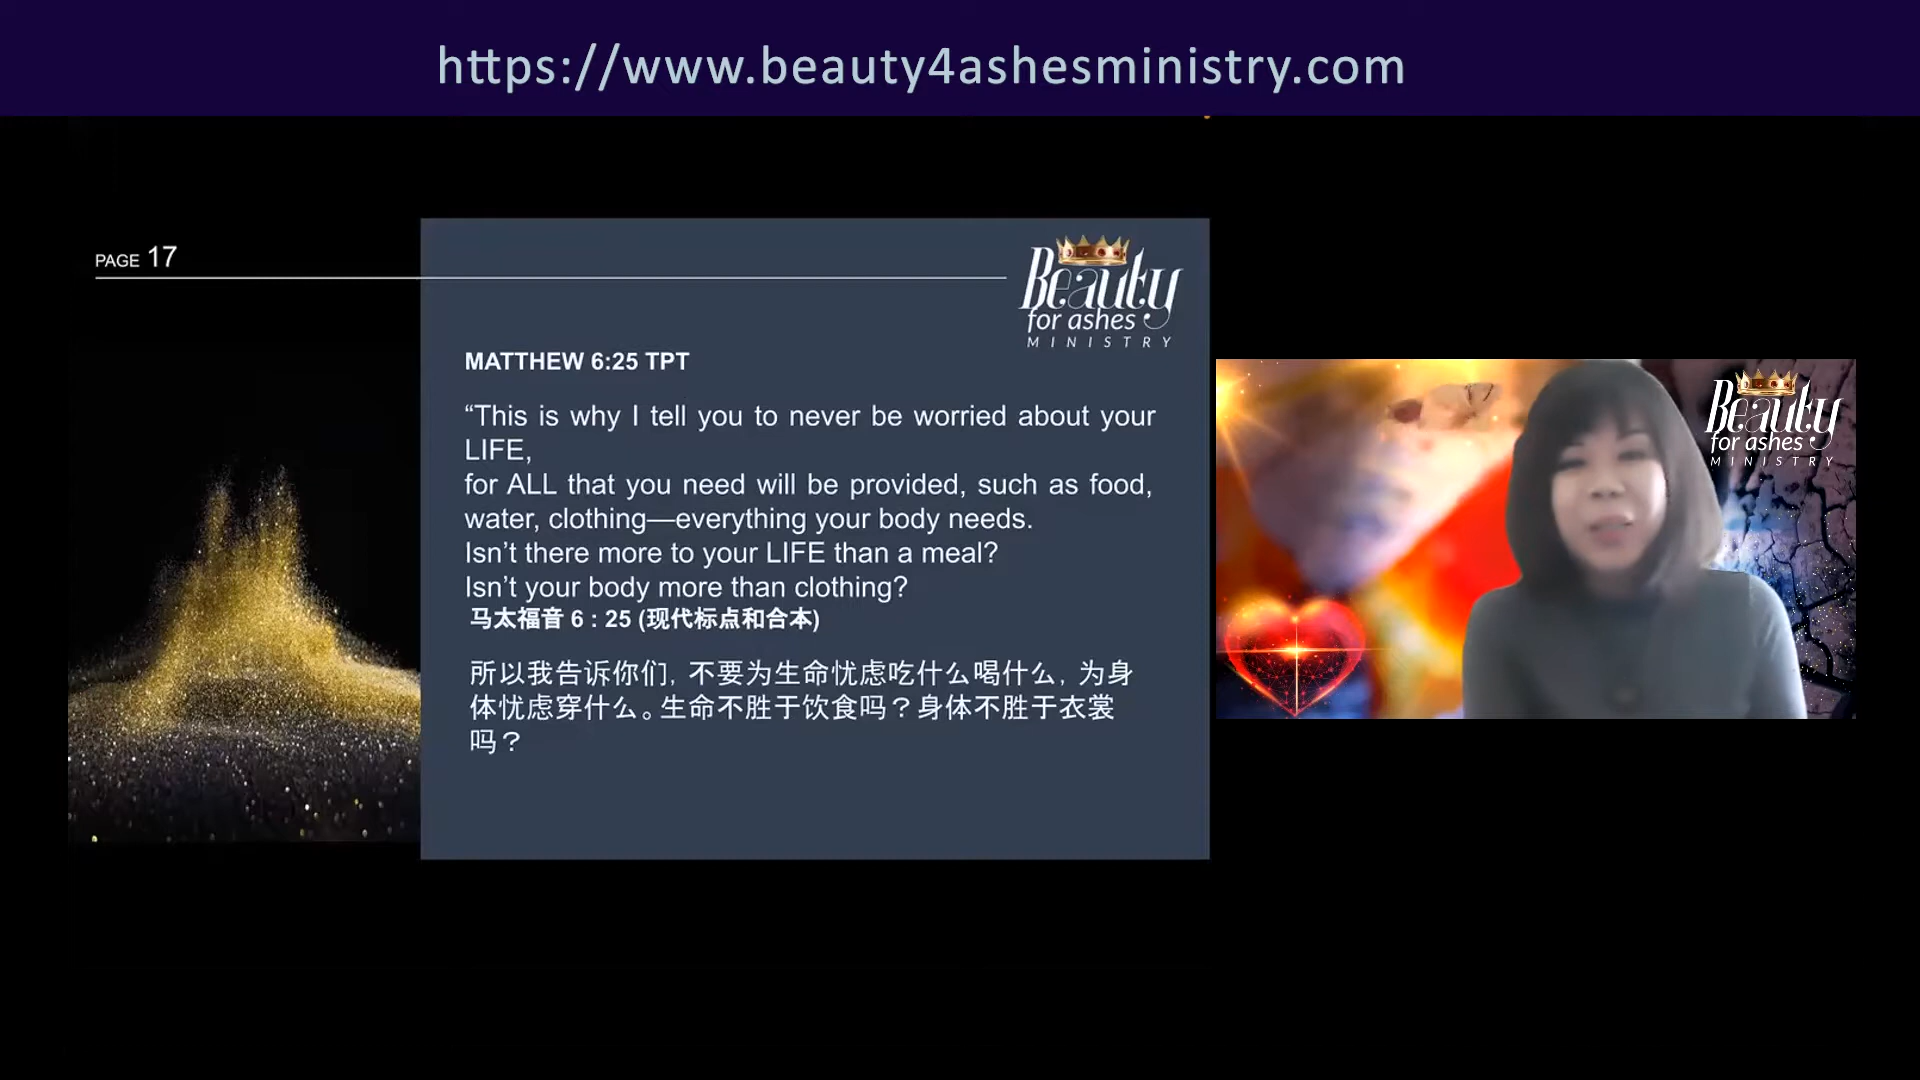 https://www.beauty4ashesministry.com
PAGE 17
Beauty
for ashes
MINISTRY
MATTHEW 6:25 TPT
“This is why I tell you to never be worried about your
LIFE,
for ALL that you need will be provided, such as food,
water, clothing—everything your body needs.
Isn’t there more to your LIFE than a meal?
Isn’t your body more than clothing?
马太福音 6 : 25 (现代标点和合本)
所以我告诉你们, 不要为生命忧虑吃什么喝什么, 为身
体忧虑穿什么。生命不胜于饮食吗？身体不胜于衣裳
吗？
Beauty
for ashes
MINISTRY